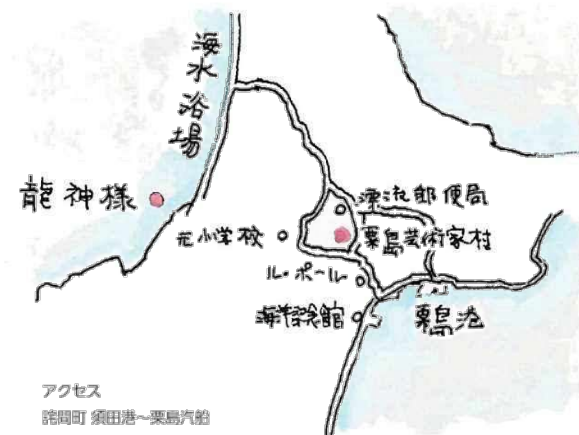 海水浴場
龍神様
漂流郵便局
元小学校
粟島芸術家村
ル・ポール
海洋記念館
粟島港
アクセス
詫間町 須田港～粟島汽船